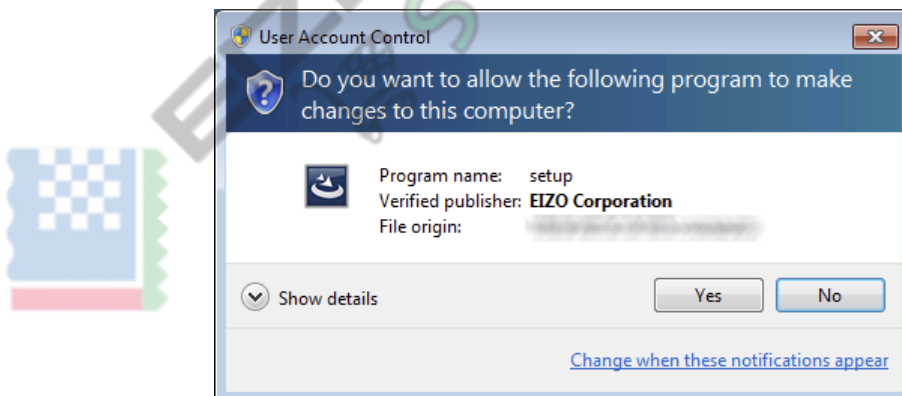 User Account Control
Do you want to allow the following program to make
changes to this computer?
Program name: setup
Verified publisher: EIZO Corporation
File origin:
Show details
Yes
No
Change when these notifications appear